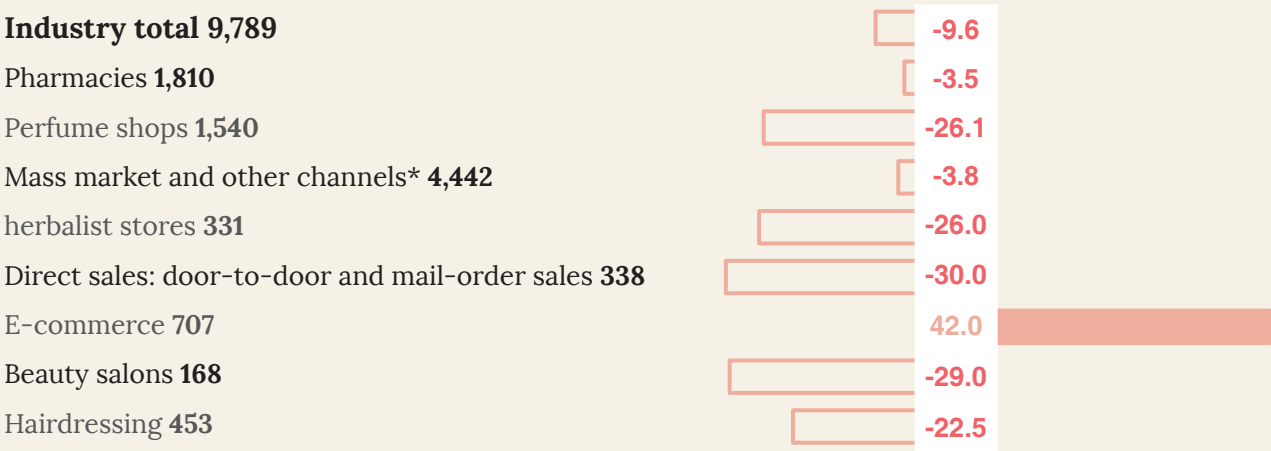 Industry total 9,789 -9.6
Pharmacies 1,810 -3.5
Perfume shops 1,540 -26.1
Mass market and other channels* 4,442 -3.8
herbalist stores 331 -26.0
Direct sales: door-to-door and mail-order sales 338 -30.0
E-commerce 707 42.0
Beauty salons 168 -29.0
Hairdressing 453 -22.5